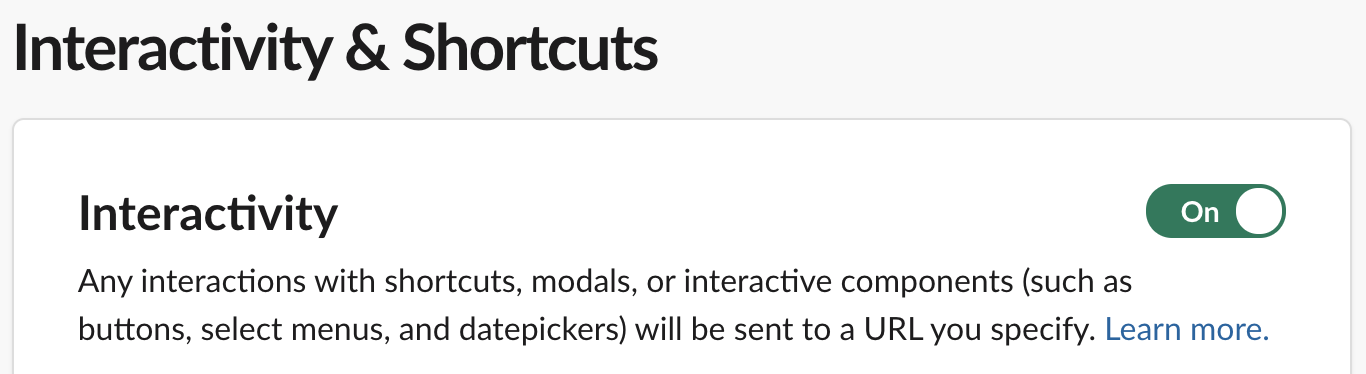 Interactivity & Shortcuts
Interactivity
On
Any interactions with shortcuts, modals, or interactive components (such as
buttons, select menus, and datepickers) will be sent to a URL you specify. Learn more.